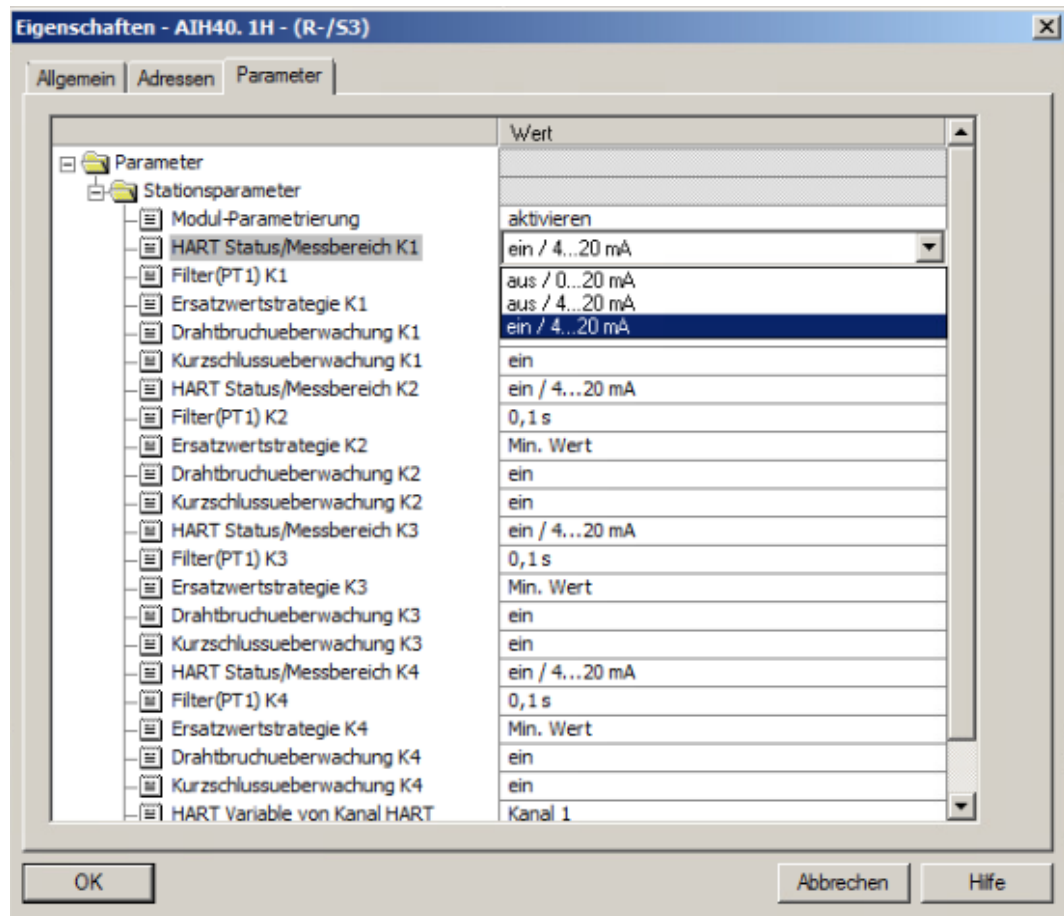 Eigenschaften - AIH40. 1H - (R-/S3)
Allgemein Adressen Parameter
Wert
Parameter
Stationsparameter
Modul-Parametrierung aktivieren
HART Status/Messbereich K1 ein / 4...20 mA
Filter(PT1) K1 aus / 0...20 mA
Ersatzwertstrategie K1 aus / 4...20 mA
Drahtbruchueberwachung K1 ein / 4...20 mA
Kurzschlussueberwachung K1 ein
HART Status/Messbereich K2 ein / 4...20 mA
Filter(PT1) K2 0,1 s
Ersatzwertstrategie K2 Min. Wert
Drahtbruchueberwachung K2 ein
Kurzschlussueberwachung K2 ein
HART Status/Messbereich K3 ein / 4...20 mA
Filter(PT1) K3 0,1 s
Ersatzwertstrategie K3 Min. Wert
Drahtbruchueberwachung K3 ein
Kurzschlussueberwachung K3 ein
HART Status/Messbereich K4 ein / 4...20 mA
Filter(PT1) K4 0,1 s
Ersatzwertstrategie K4 Min. Wert
Drahtbruchueberwachung K4 ein
Kurzschlussueberwachung K4 ein
HART Variable von Kanal HART Kanal 1
OK Abbrechen Hilfe